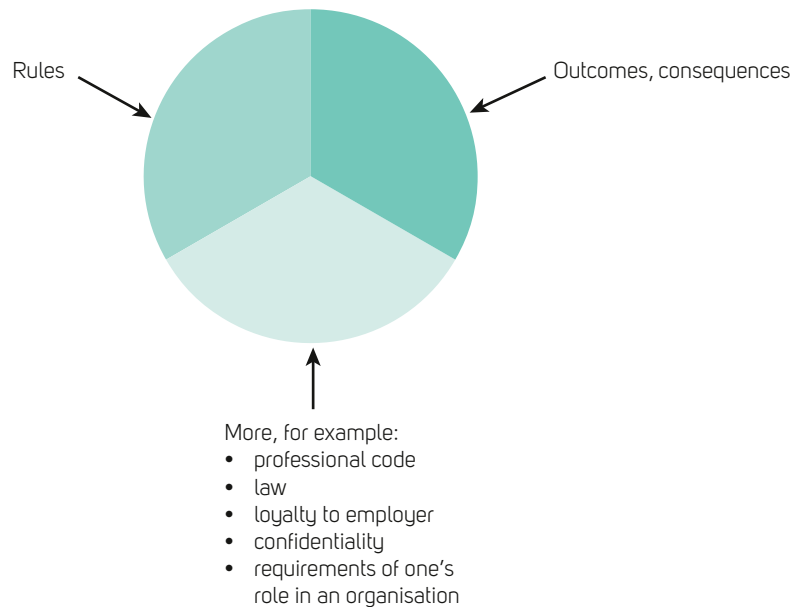 Rules
Outcomes, consequences
More, for example:
• professional code
• law
• loyalty to employer
• confidentiality
• requirements of one's
role in an organisation